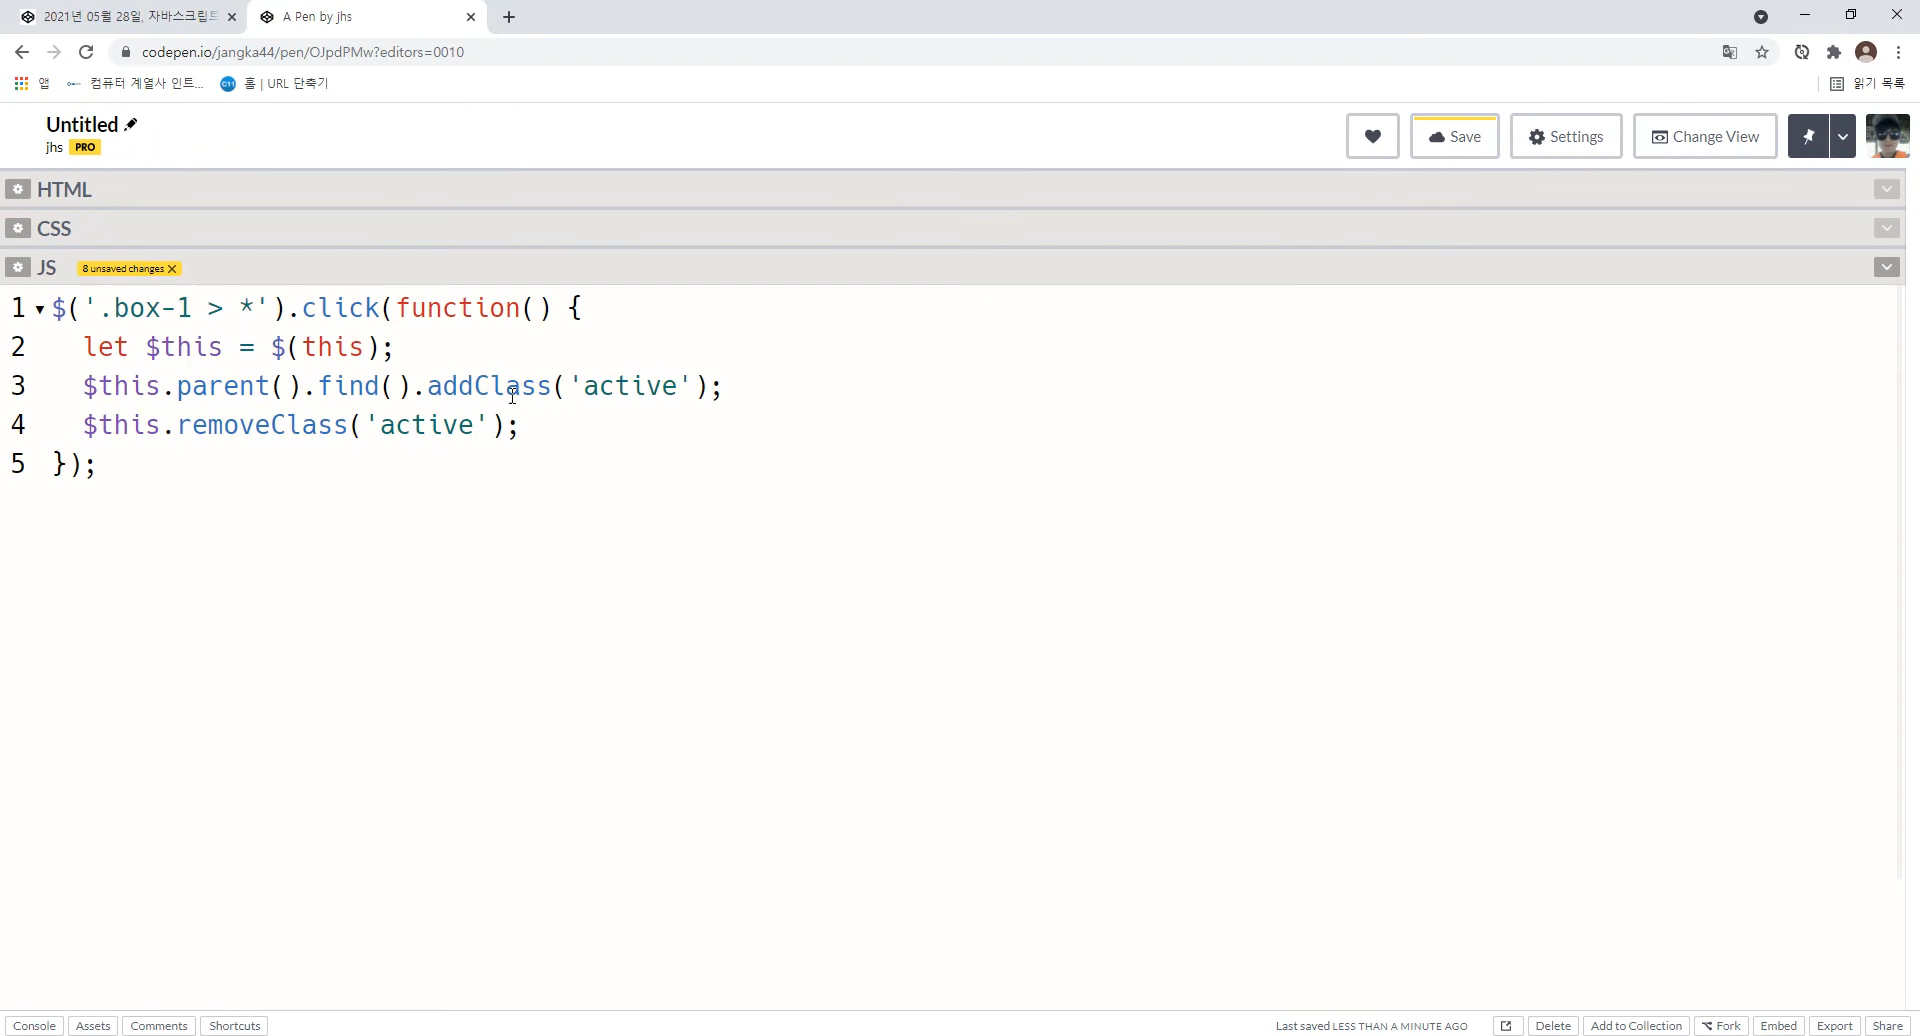 2021년 05월 28일, 자바스크립트
A Pen by jhs
codepen.io/jangka44/pen/OJpdPMw?editors=0010
앱
컴퓨터 계열사 인트...
홈 | URL 단축기
읽기 목록
Untitled
jhs PRO
Save
Settings
Change View
HTML
CSS
JS
8 unsaved changes
1 $('.box-1 > *').click(function() {
2 let $this = $(this);
3 $this.parent().find().addClass('active');
4 $this.removeClass('active');
5 });
Console
Assets
Comments
Shortcuts
Last saved LESS THAN A MINUTE AGO
Delete
Add to Collection
Fork
Embed
Export
Share